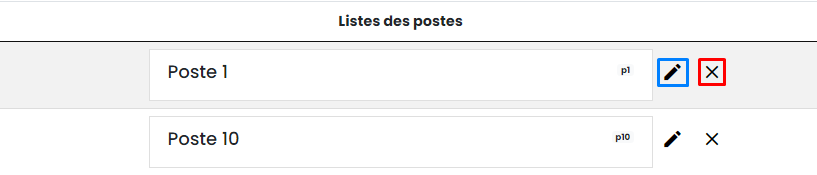 Listes des postes
Poste 1 p1
Poste 10 p10